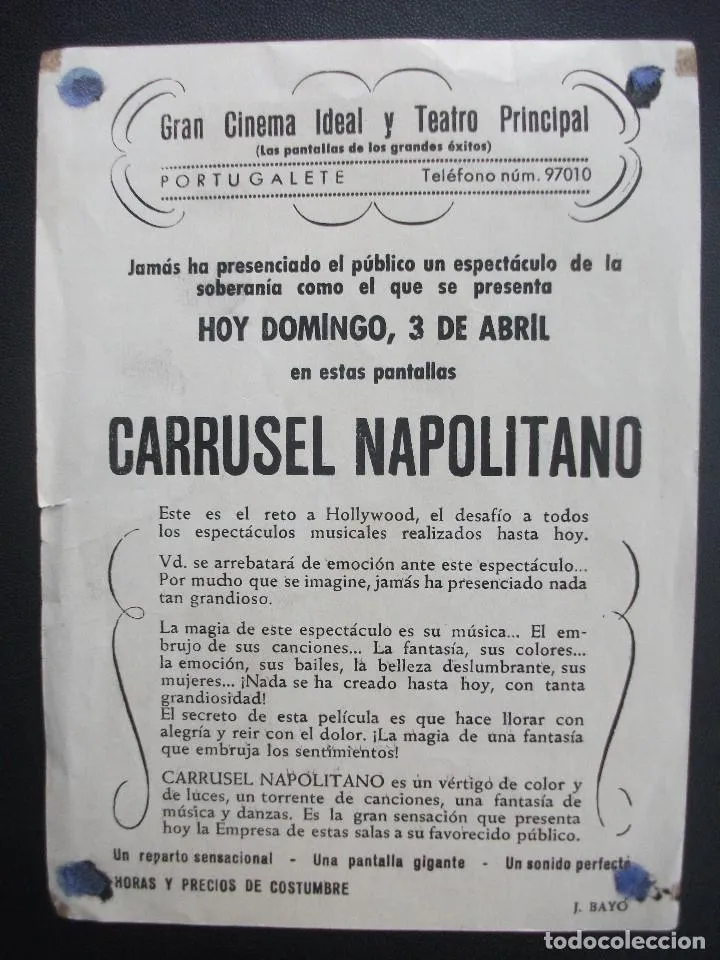 Gran Cinema Ideal y Teatro Principal
(Las pantallas de los grandes éxitos)
PORTUGALETE Teléfono núm. 97010
Jamás ha presenciado el público un espectáculo de la
soberanía como el que se presenta
HOY DOMINGO, 3 DE ABRIL
en estas pantallas
CARRUSEL NAPOLITANO
Este es el reto a Hollywood, el desafío a todos
los espectáculos musicales realizados hasta hoy.
Vd. se arrebatará de emoción ante este espectáculo...
Por mucho que se imagine, jamás ha presenciado nada
tan grandioso.
La magia de este espectáculo es su música... El em-
brujo de sus canciones... La fantasía, sus colores...
la emoción, sus bailes, la belleza deslumbrante, sus
mujeres... ¡Nada se ha creado hasta hoy, con tanta
grandiosidad!
El secreto de esta película es que hace llorar con
alegría y reir con el dolor. ¡La magia de una fantasía
que embruja los sentimientos!
CARRUSEL NAPOLITANO es un vértigo de color y
de luces, un torrente de canciones, una fantasía de
música y danzas. Es la gran sensación que presenta
hoy la Empresa de estas salas a su favorecido público.
Un reparto sensacional - Una pantalla gigante - Un sonido perfecto
HORAS Y PRECIOS DE COSTUMBRE
J. BAYO
todocoleccion